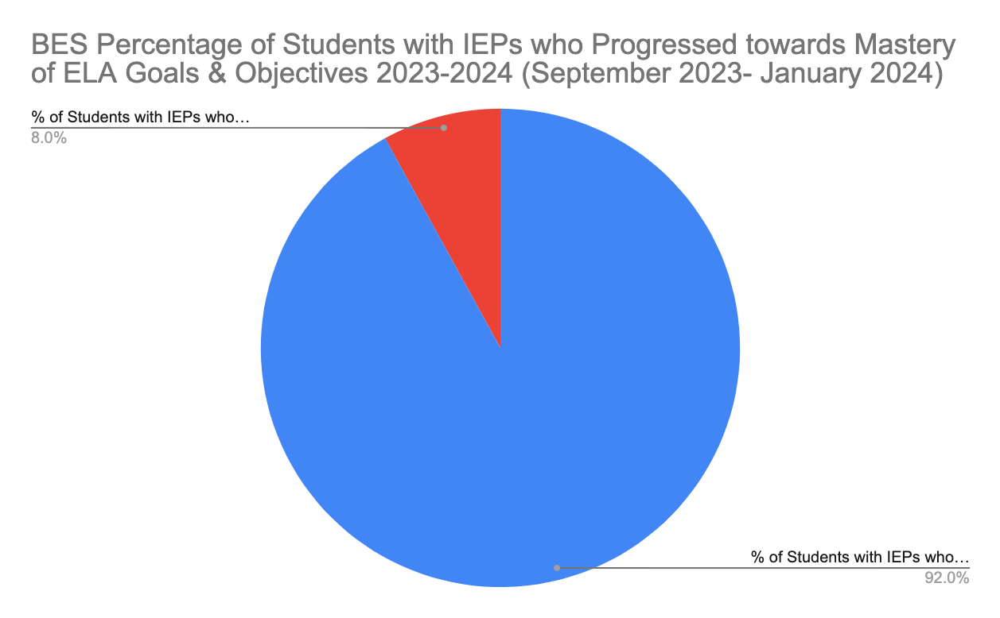 BES Percentage of Students with IEPs who Progressed towards Mastery
of ELA Goals & Objectives 2023-2024 (September 2023- January 2024)
% of Students with IEPs who…
8.0%
% of Students with IEPs who…
92.0%